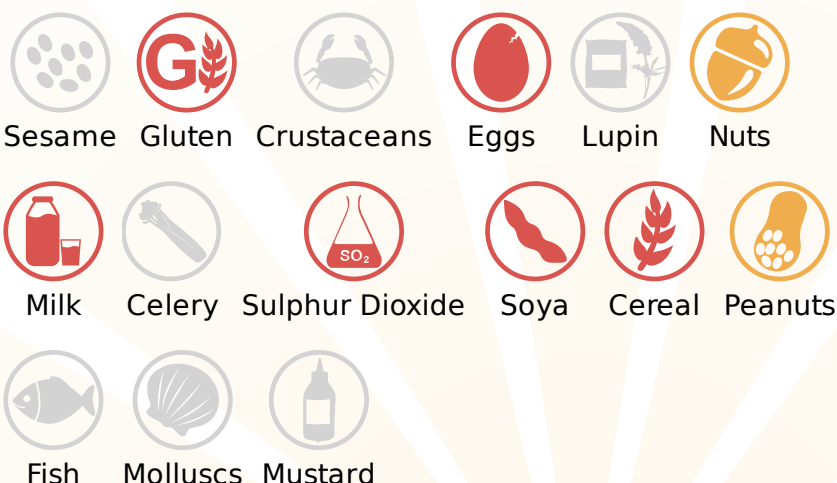 G
Sesame Gluten Crustaceans Eggs Lupin Nuts
SO₂
Milk Celery Sulphur Dioxide Soya Cereal Peanuts
Fish Molluscs Mustard